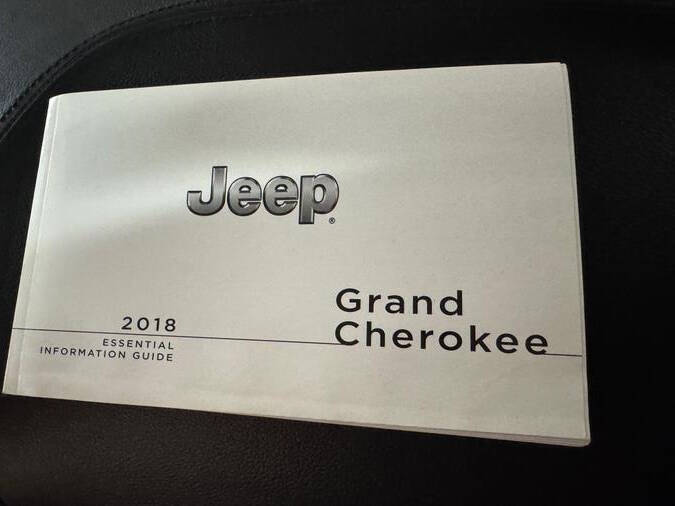 Jeep®
2018
ESSENTIAL
INFORMATION GUIDE
Grand
Cherokee